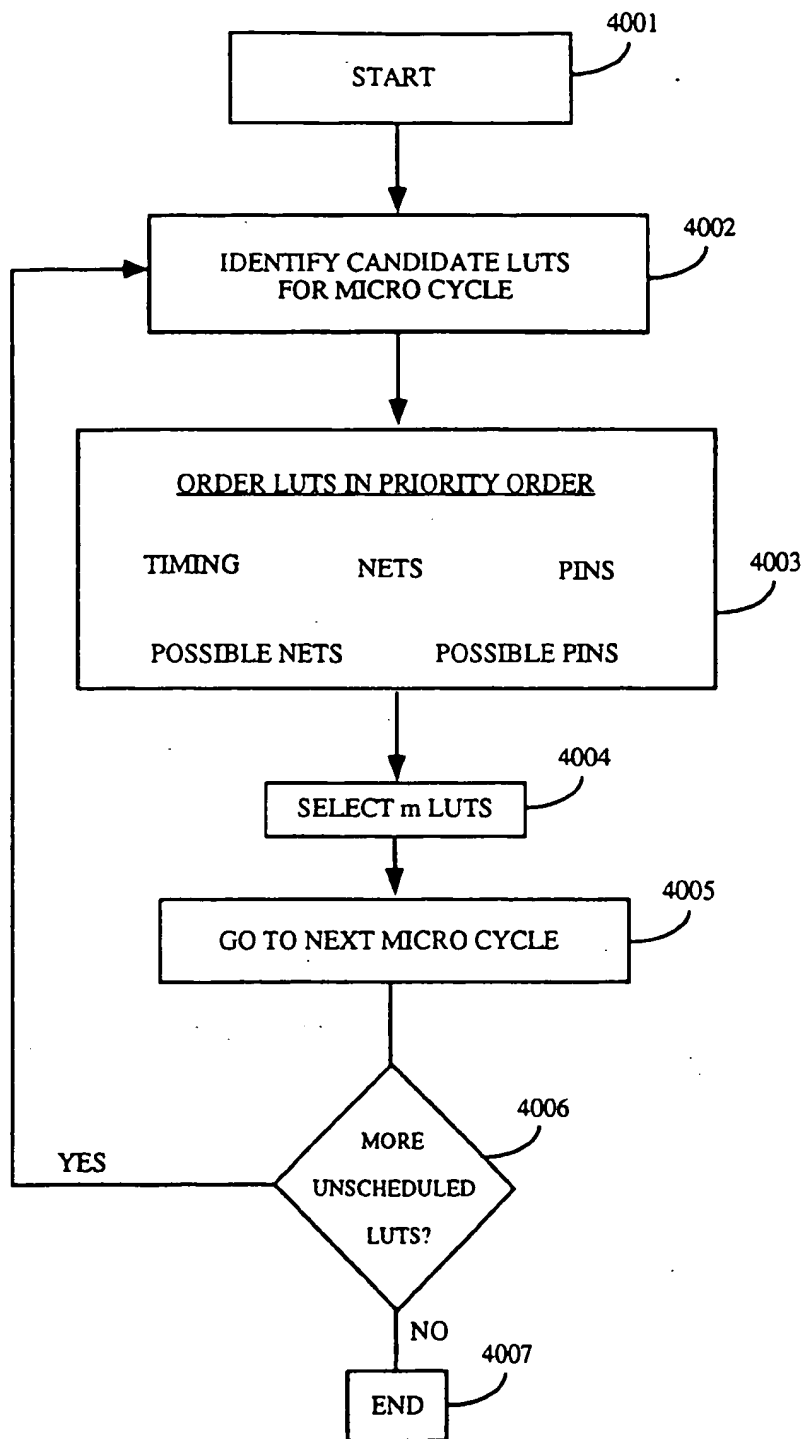 4001
START
4002
IDENTIFY CANDIDATE LUTS
FOR MICRO CYCLE
ORDER LUTS IN PRIORITY ORDER
TIMING NETS PINS
4003
POSSIBLE NETS POSSIBLE PINS
4004
SELECT m LUTS
4005
GO TO NEXT MICRO CYCLE
4006
MORE
YES
UNSCHEDULED
LUTS?
NO
4007
END